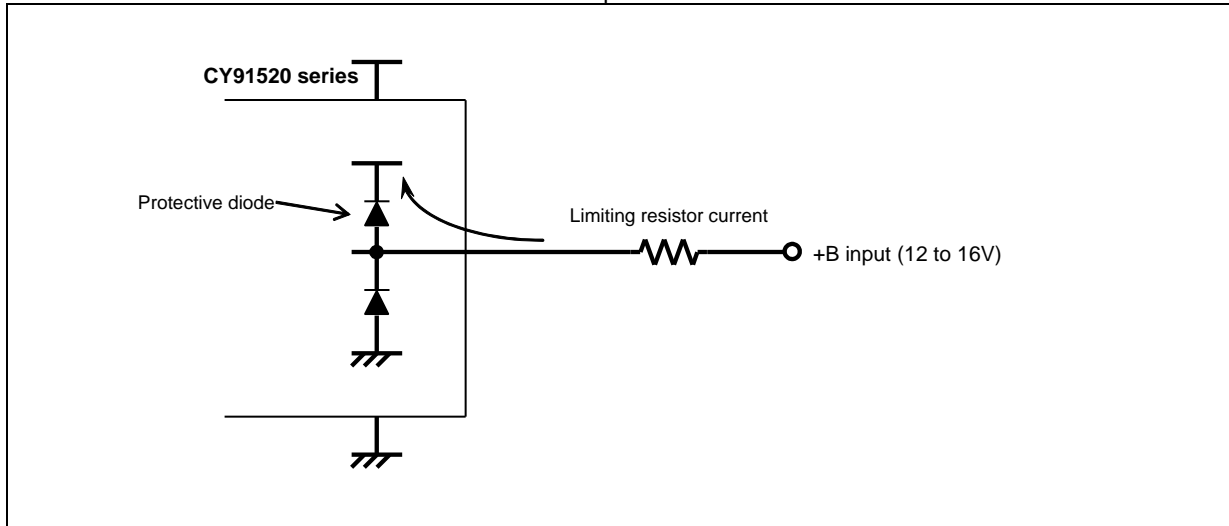 CY91520 series
Protective diode
Limiting resistor current
+B input (12 to 16V)